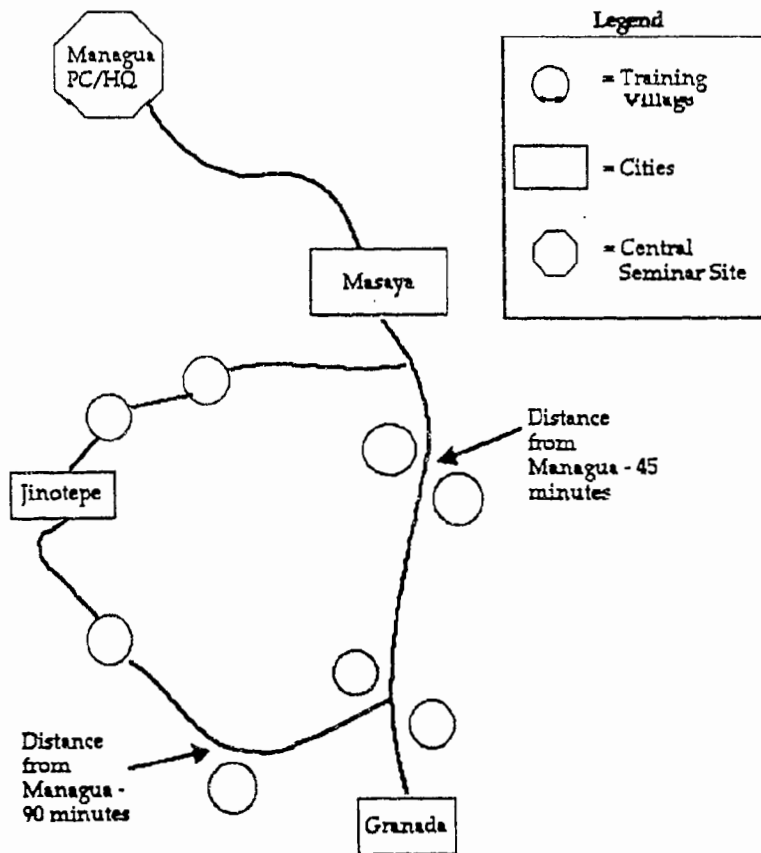 Managua
PC/HQ
Legend
= Training
Village
= Cities
= Central
Seminar Site
Masaya
Distance
from
Managua - 45
minutes
Jinotepe
Distance
from
Managua -
90 minutes
Granada